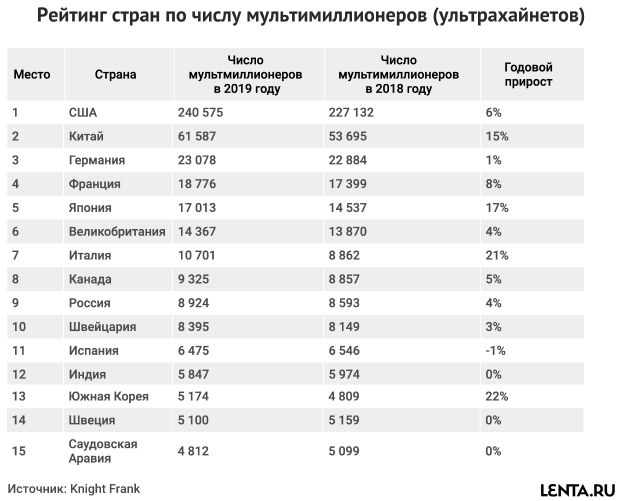 Рейтинг стран по числу мультимиллионеров (ультрахайнетов)
Место Страна Число мультмиллионеров в 2019 году Число мультимиллионеров в 2018 году Годовой прирост
1 США 240 575 227 132 6%
2 Китай 61 587 53 695 15%
3 Германия 23 078 22 884 1%
4 Франция 18 776 17 399 8%
5 Япония 17 013 14 537 17%
6 Великобритания 14 367 13 870 4%
7 Италия 10 701 8 862 21%
8 Канада 9 325 8 857 5%
9 Россия 8 924 8 593 4%
10 Швейцария 8 395 8 149 3%
11 Испания 6 475 6 546 -1%
12 Индия 5 847 5 974 0%
13 Южная Корея 5 174 4 809 22%
14 Швеция 5 100 5 159 0%
15 Саудовская Аравия 4 812 5 099 0%
Источник: Knight Frank
LENTA.RU